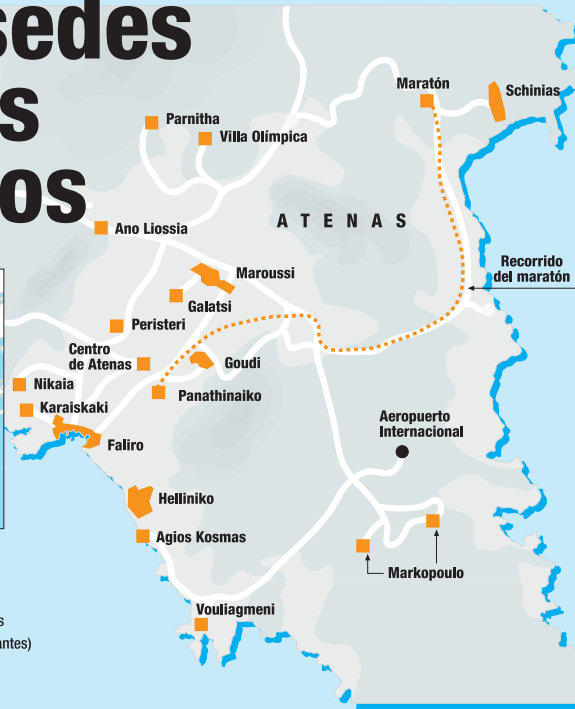 sedes
s
os
Maratón
Schinias
Parnitha
Villa Olímpica
ATENAS
Ano Liossia
Recorrido
del maratón
Maroussi
Galatsi
Peristeri
Centro
de Atenas
Goudi
Nikaia
Panathinaiko
Karaiskaki
Aeropuerto
Internacional
Faliro
Helliniko
Agios Kosmas
Markopoulo
Vouliagmeni
s
antes)